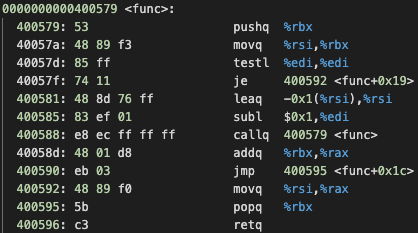 0000000000400579 <func>:
400579: 53 pushq %rbx
40057a: 48 89 f3 movq %rsi,%rbx
40057d: 85 ff testl %edi,%edi
40057f: 74 11 je 400592 <func+0x19>
400581: 48 8d 76 ff leaq -0x1(%rsi),%rsi
400585: 83 ef 01 subl $0x1,%edi
400588: e8 ec ff ff ff callq 400579 <func>
40058d: 48 01 d8 addq %rbx,%rax
400590: eb 03 jmp 400595 <func+0x1c>
400592: 48 89 f0 movq %rsi,%rax
400595: 5b popq %rbx
400596: c3 retq